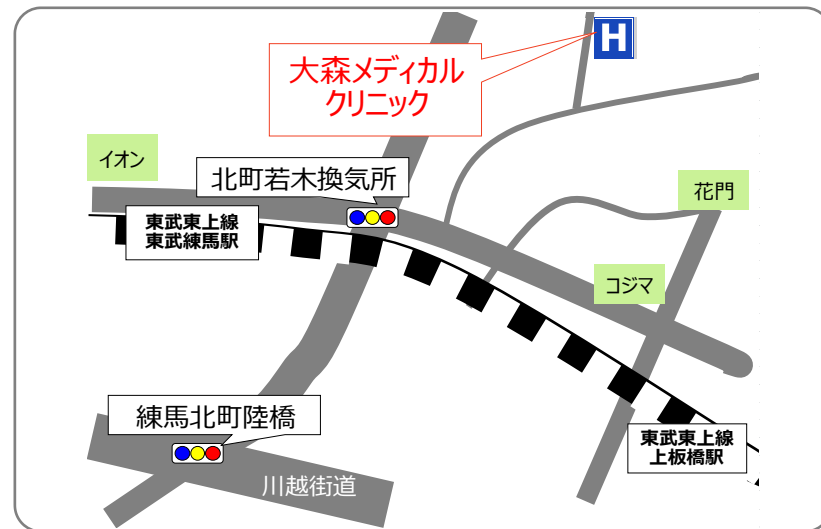 H
大森メディカル
クリニック
イオン
北町若木換気所
花門
東武東上線
東武練馬駅
コジマ
練馬北町陸橋
東武東上線
上板橋駅
川越街道